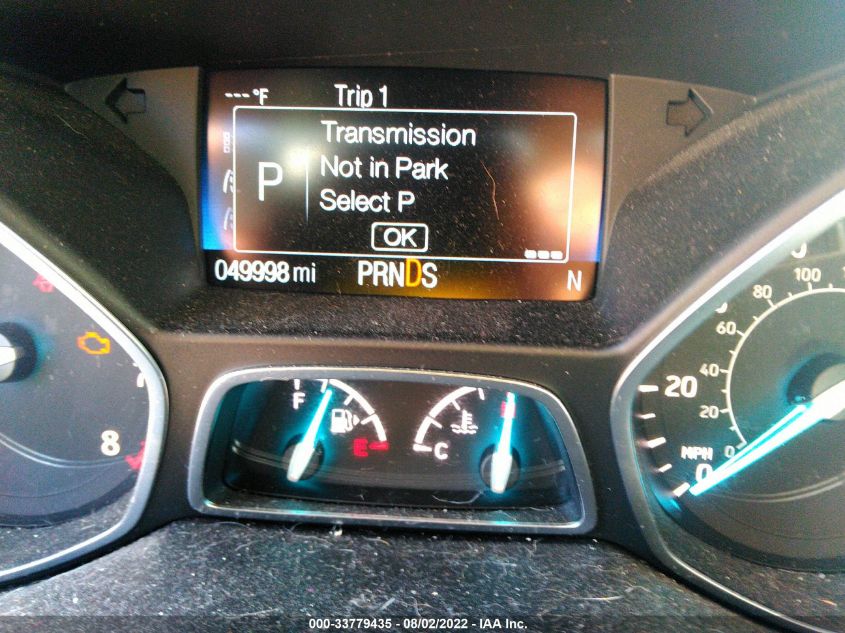 ---°F Trip 1
P
Transmission
Not in Park
Select P
OK
049998 mi PRNDS N
7
8
F E
C
20
MPH
0
0
20
40
60
80
100
000-33779435 - 08/02/2022 - IAA Inc.